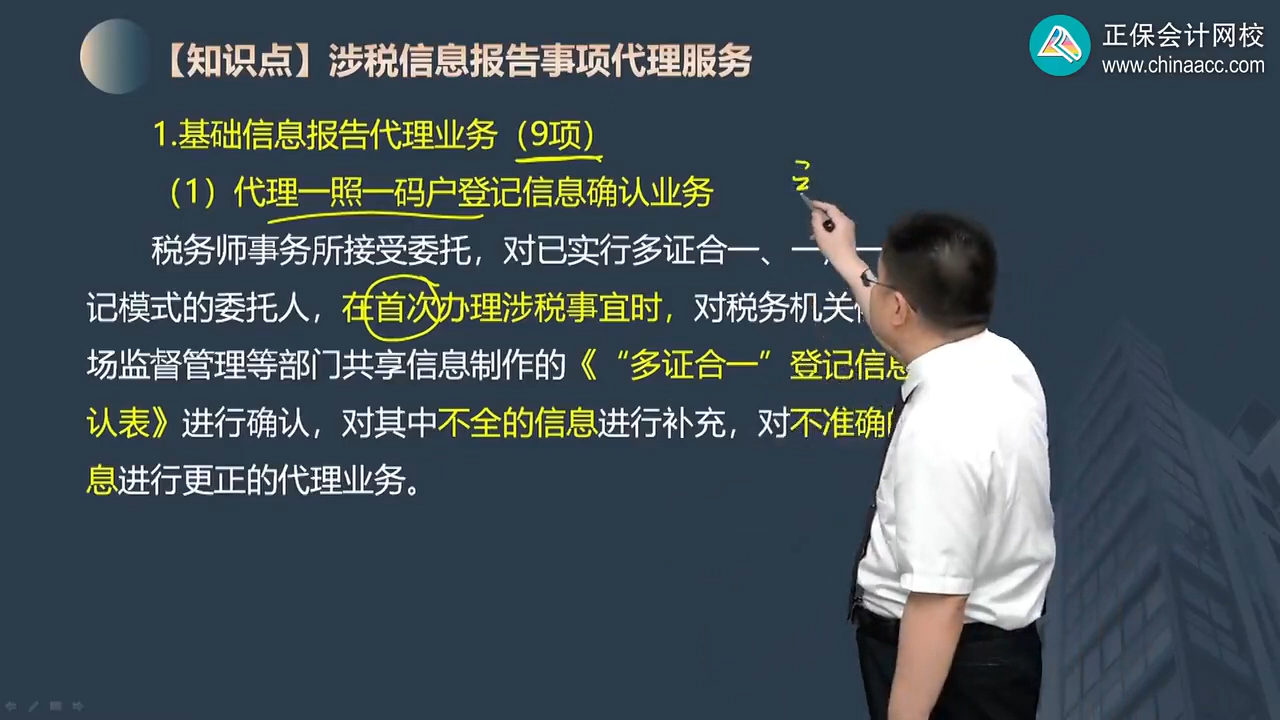 正保会计网校
www.chinaacc.com
【知识点】涉税信息报告事项代理服务
1.基础信息报告代理业务（9项）
（1）代理一照一码户登记信息确认业务
税务师事务所接受委托，对已实行多证合一、一
记模式的委托人，在首次办理涉税事宜时，对税务机关
场监督管理等部门共享信息制作的《“多证合一”登记信息
认表》进行确认，对其中不全的信息进行补充，对不准确
息进行更正的代理业务。